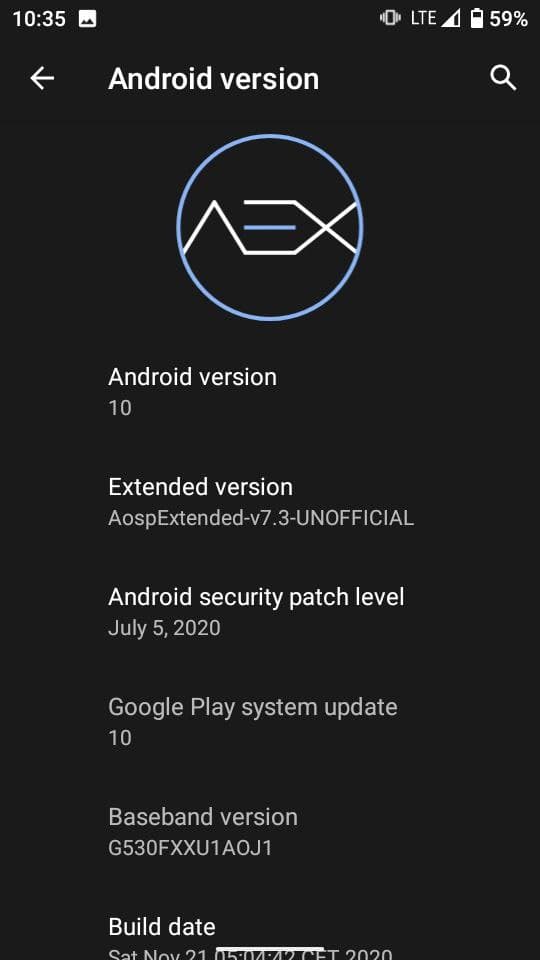 10:35 LTE 59%
Android version
AEX
Android version
10
Extended version
AospExtended-v7.3-UNOFFICIAL
Android security patch level
July 5, 2020
Google Play system update
10
Baseband version
G530FXXU1AOJ1
Build date
Sat Nov 21 05:04:42 CET 2020